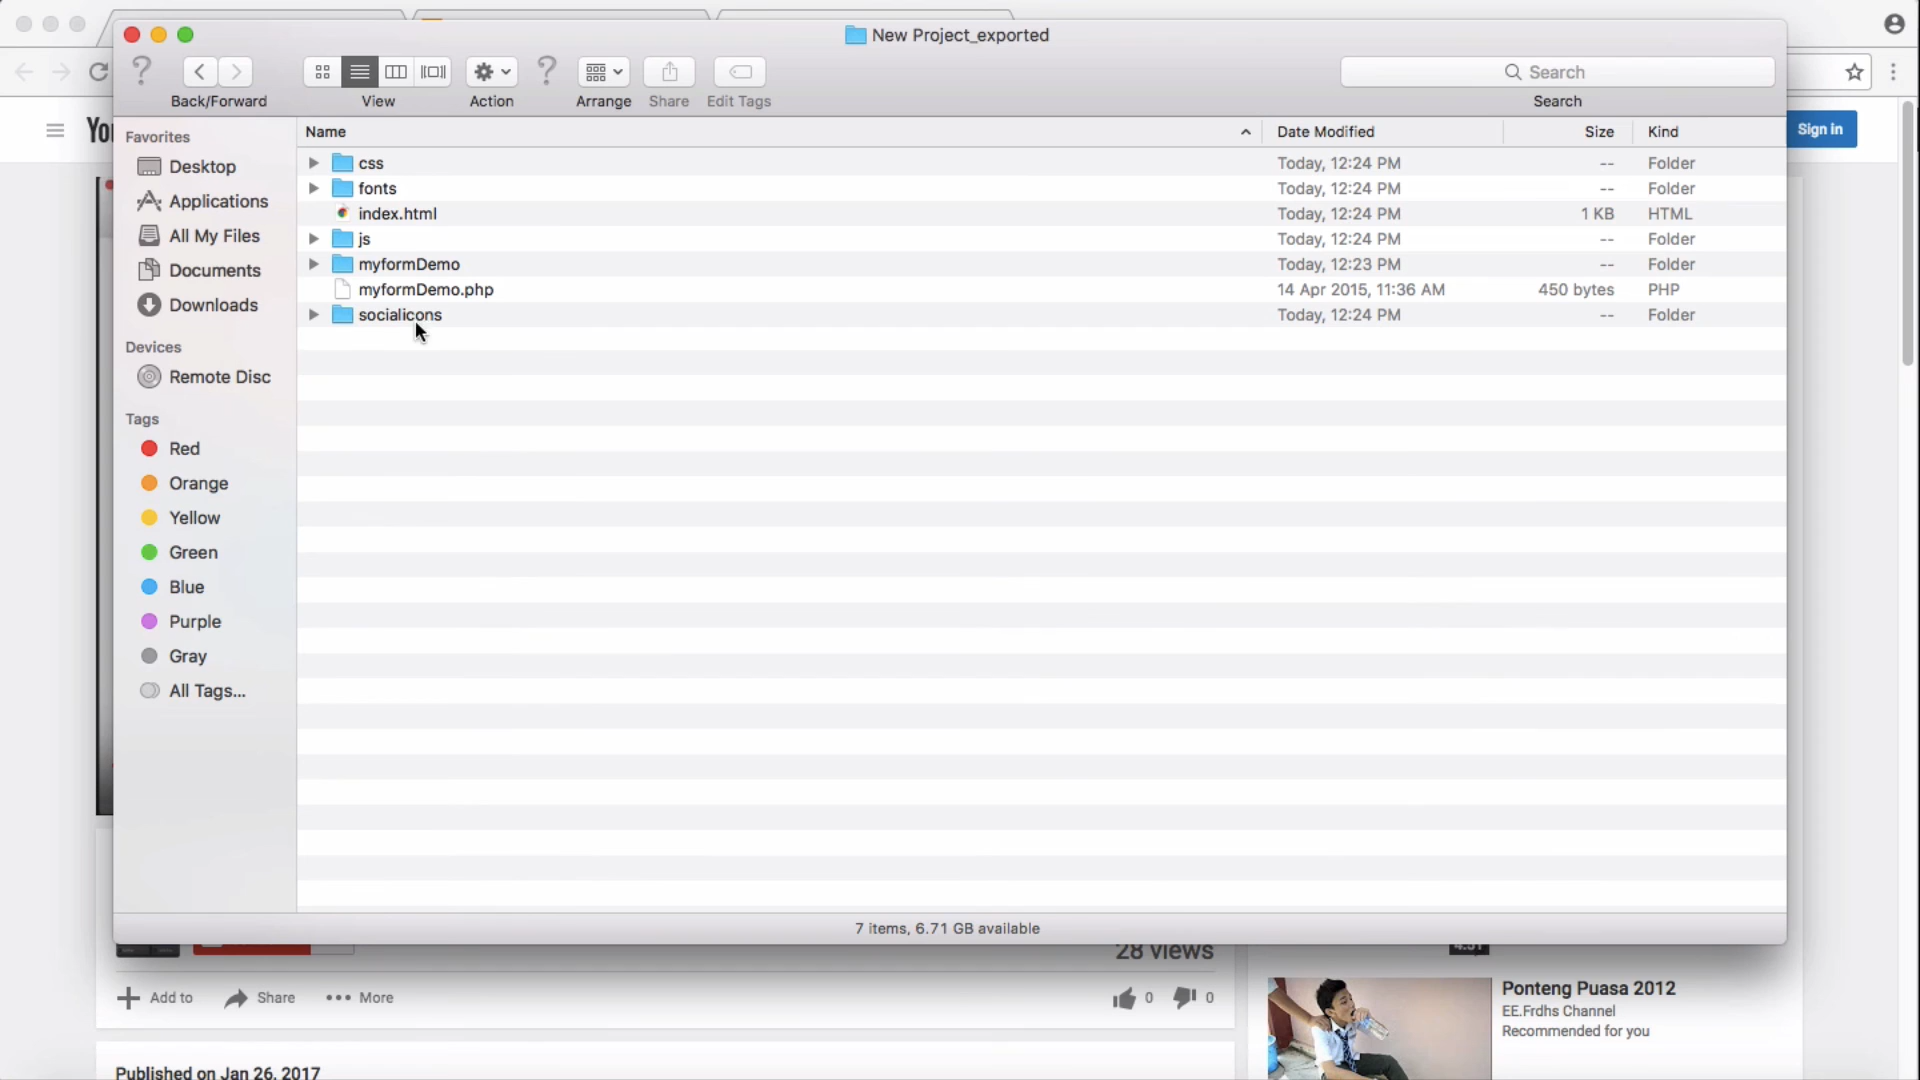 New Project_exported
Back/Forward
View
Action
Arrange
Share
Edit Tags
Search
Search
You
Sign in
Favorites
Desktop
Applications
All My Files
Documents
Downloads
Devices
Remote Disc
Tags
Red
Orange
Yellow
Green
Blue
Purple
Gray
All Tags...
Name Date Modified Size Kind
css Today, 12:24 PM -- Folder
fonts Today, 12:24 PM -- Folder
index.html Today, 12:24 PM 1 KB HTML
js Today, 12:24 PM -- Folder
myformDemo Today, 12:23 PM -- Folder
myformDemo.php 14 Apr 2015, 11:36 AM 450 bytes PHP
socialicons Today, 12:24 PM -- Folder
7 items, 6.71 GB available
28 views
Add to Share More 0 0
Published on Jan 26, 2017
Ponteng Puasa 2012
EE.Frdhs Channel
Recommended for you